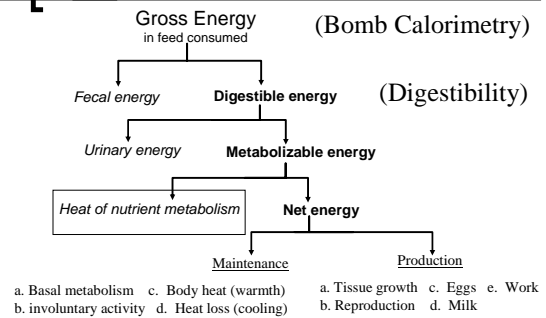 Gross Energy (Bomb Calorimetry)
in feed consumed
Fecal energy Digestible energy (Digestibility)
Urinary energy Metabolizable energy
Heat of nutrient metabolism Net energy
Maintenance Production
a. Basal metabolism c. Body heat (warmth) a. Tissue growth c. Eggs e. Work
b. involuntary activity d. Heat loss (cooling) b. Reproduction d. Milk